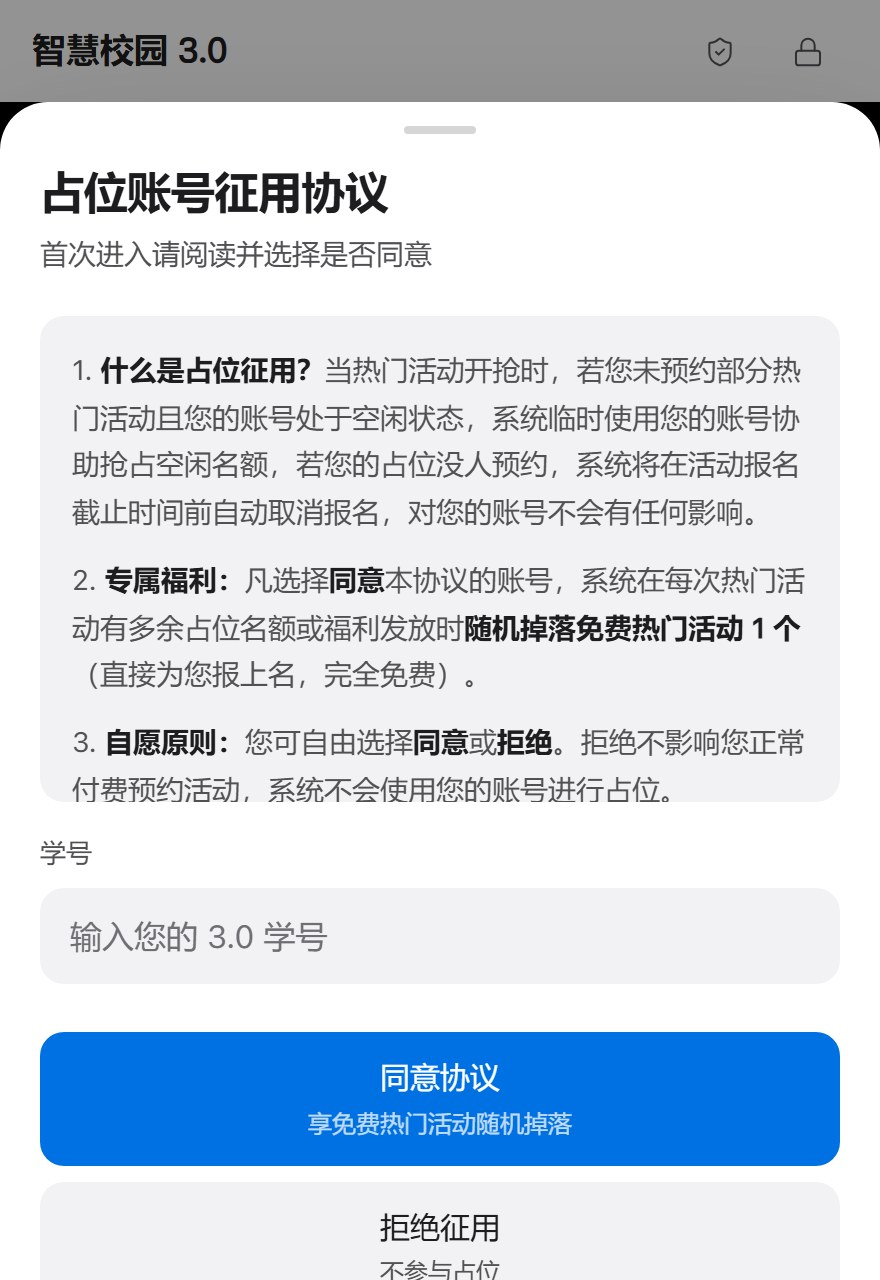 智慧校园 3.0
占位账号征用协议
首次进入请阅读并选择是否同意
1. 什么是占位征用？当热门活动开抢时，若您未预约部分热
门活动且您的账号处于空闲状态，系统临时使用您的账号协
助抢占空闲名额，若您的占位没人预约，系统将在活动报名
截止时间前自动取消报名，对您的账号不会有任何影响。
2. 专属福利：凡选择同意本协议的账号，系统在每次热门活
动有多余占位名额或福利发放时随机掉落免费热门活动 1 个
（直接为您报上名，完全免费）。
3. 自愿原则：您可自由选择同意或拒绝。拒绝不影响您正常
付费预约活动，系统不会使用您的账号进行占位。
学号
输入您的 3.0 学号
同意协议
享免费热门活动随机掉落
拒绝征用
不参与占位